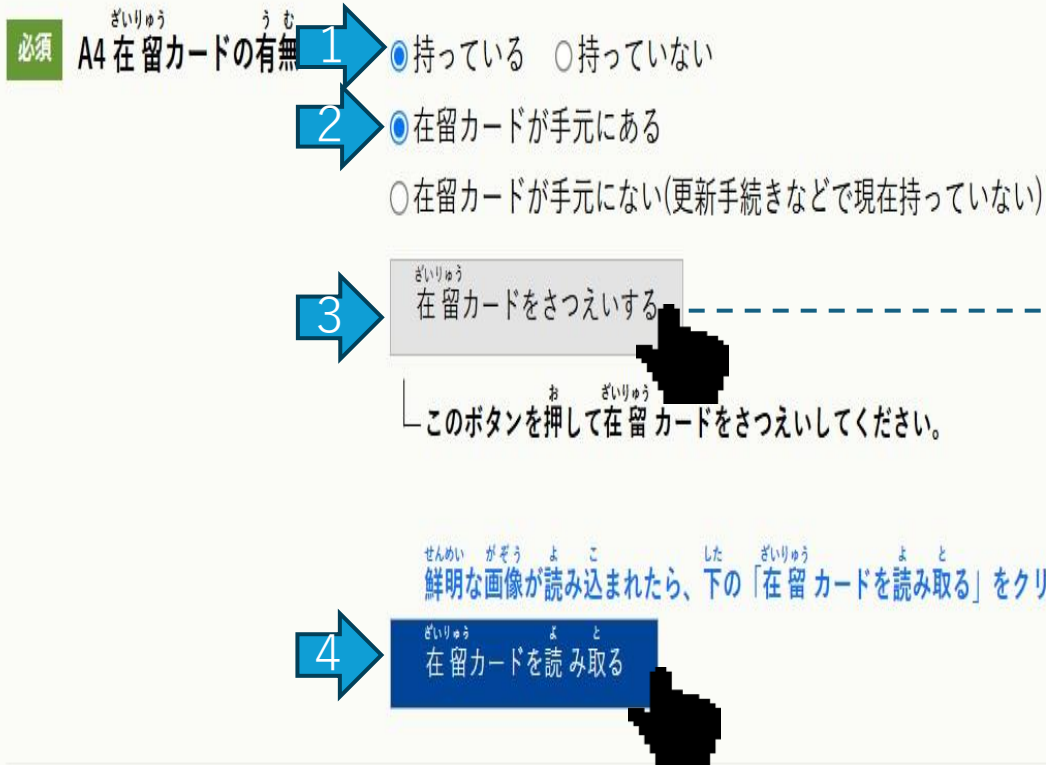 必須 A4 在留カードの有無 1 持っている 持っていない
ざいりゅう うむ
2 在留カードが手元にある
在留カードが手元にない(更新手続きなどで現在持っていない)
ざいりゅう
3 在留カードをさつえいする
お ざいりゅう
このボタンを押して在留カードをさつえいしてください。
せんめい がぞう よ こ した ざいりゅう よ と
鮮明な画像が読み込まれたら、下の「在留カードを読み取る」をクリ
ざいりゅう よ と
4 在留カードを読み取る